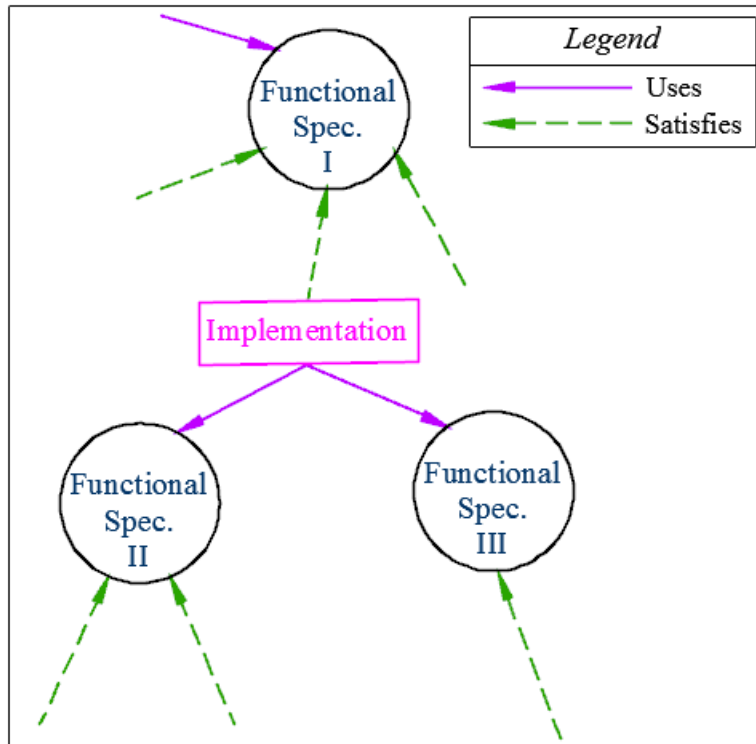 Legend
Uses
Satisfies
Functional
Spec.
I
Implementation
Functional
Spec.
II
Functional
Spec.
III